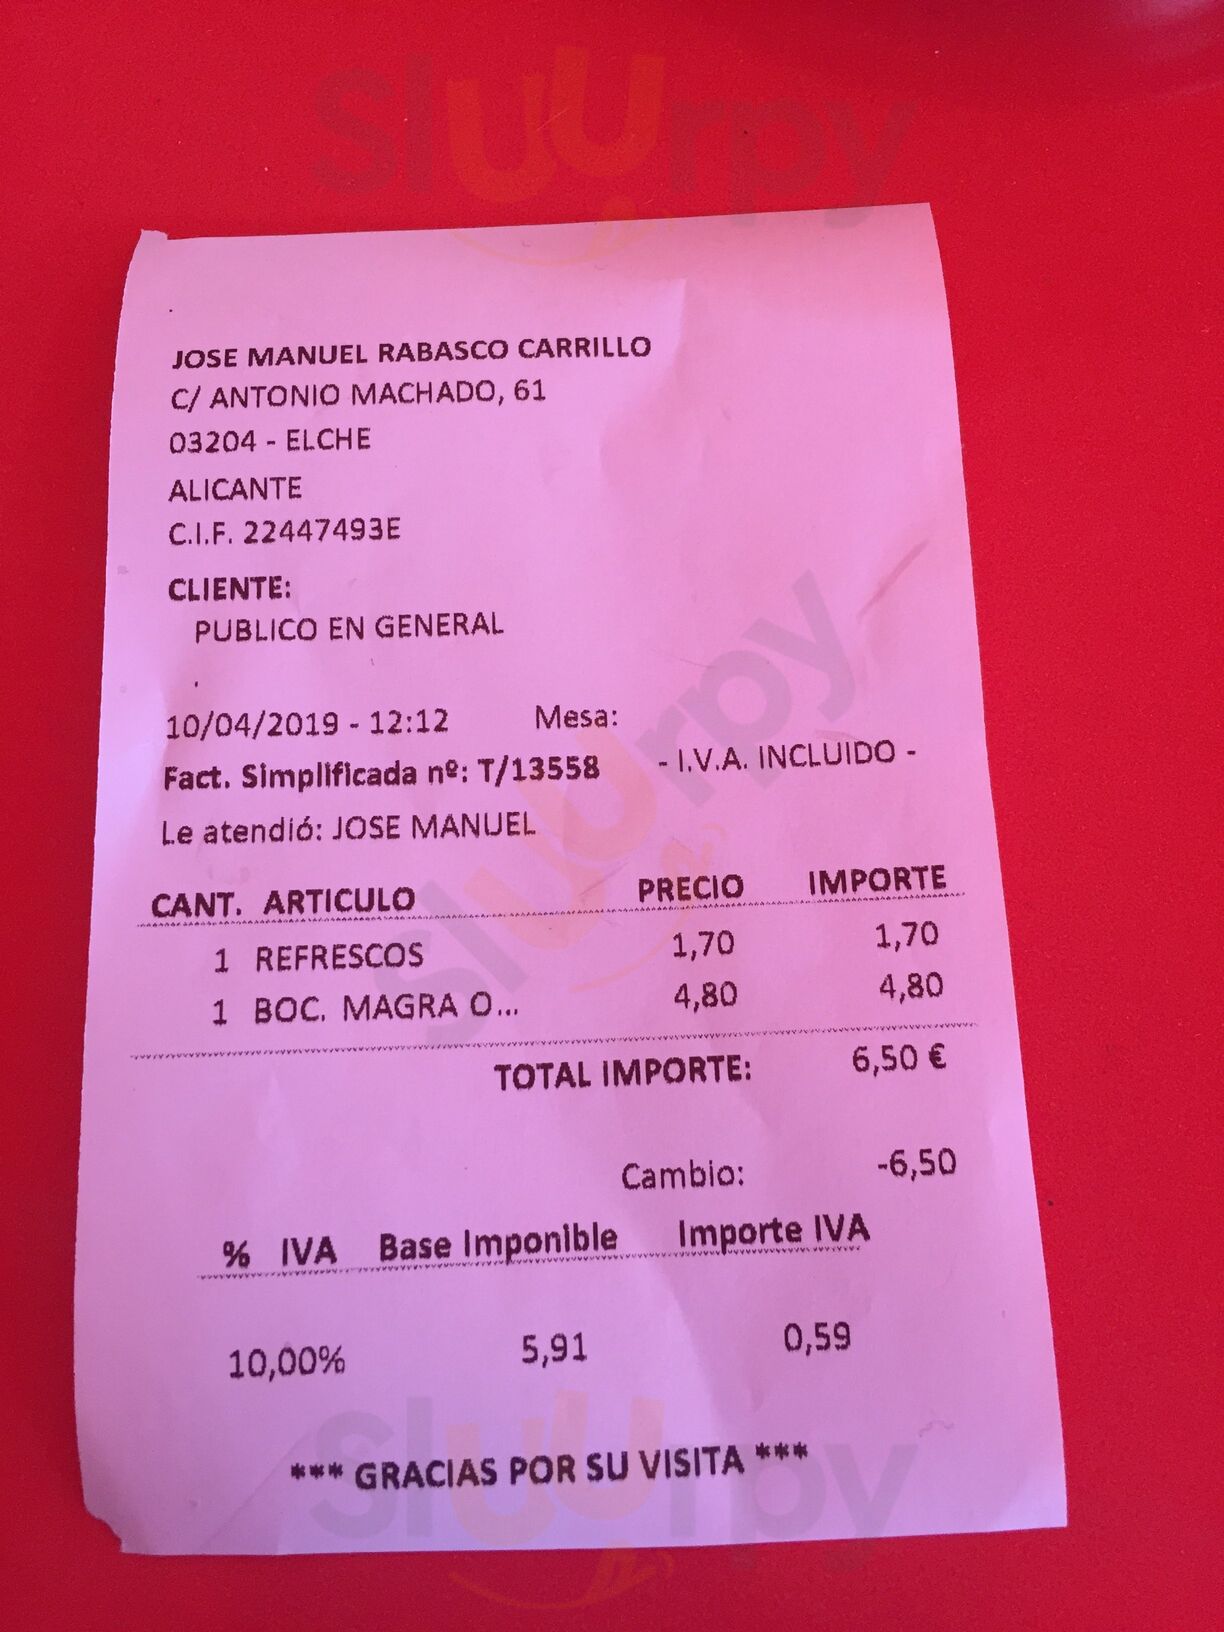 Sluurpy
JOSE MANUEL RABASCO CARRILLO
C/ ANTONIO MACHADO, 61
03204 - ELCHE
ALICANTE
C.I.F. 22447493E
CLIENTE:
PUBLICO EN GENERAL
10/04/2019 - 12:12 Mesa:
Fact. Simplificada nº: T/13558 - I.V.A. INCLUIDO -
Le atendió: JOSE MANUEL
Sluurpy
CANT. ARTICULO PRECIO IMPORTE
1 REFRESCOS 1,70 1,70
1 BOC. MAGRA O... 4,80 4,80
TOTAL IMPORTE: 6,50 €
Cambio: -6,50
% IVA Base Imponible Importe IVA
10,00% 5,91 0,59
*** GRACIAS POR SU VISITA ***
Sluurpy